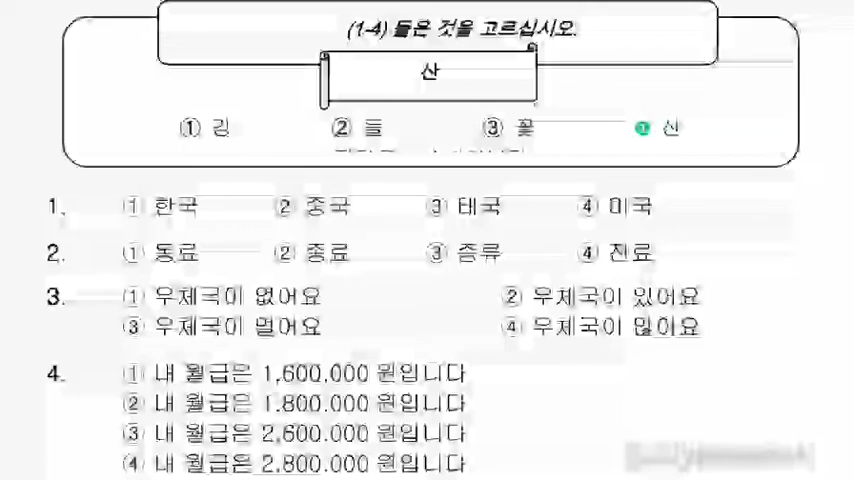 (1-4) 들은 것을 고르십시오.
산
① 강 ② 들 ③ 꽃 ④ 산
1. ① 한국 ② 중국 ③ 태국 ④ 미국
2. ① 동료 ② 종료 ③ 종류 ④ 진료
3. ① 우체국이 없어요 ② 우체국이 있어요
③ 우체국이 멀어요 ④ 우체국이 많아요
4. ① 내 월급은 1,600,000 원입니다
② 내 월급은 1.800.000 원입니다
③ 내 월급은 2,600,000 원입니다
④ 내 월급은 2,800.000 원입니다